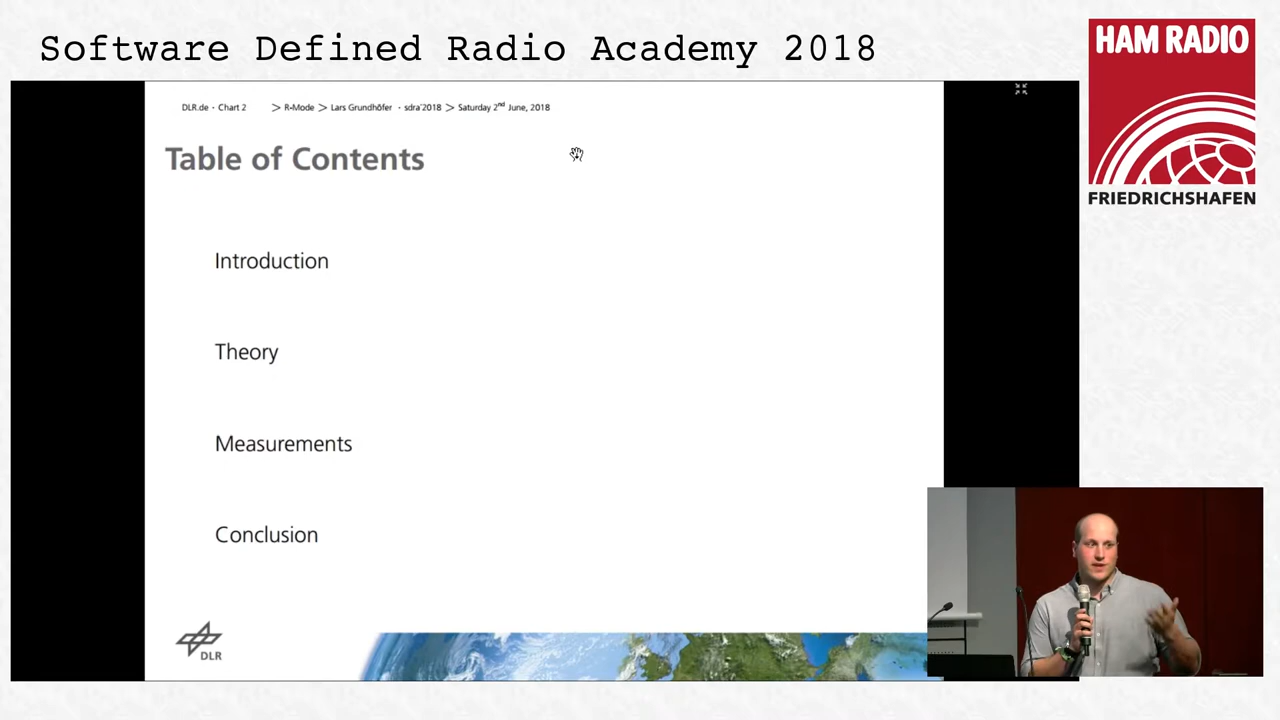 Software Defined Radio Academy 2018
HAM RADIO
FRIEDRICHSHAFEN
DLR.de · Chart 2 > R-Mode > Lars Grundhöfer · sdra'2018 > Saturday 2nd June, 2018
Table of Contents
Introduction
Theory
Measurements
Conclusion
DLR